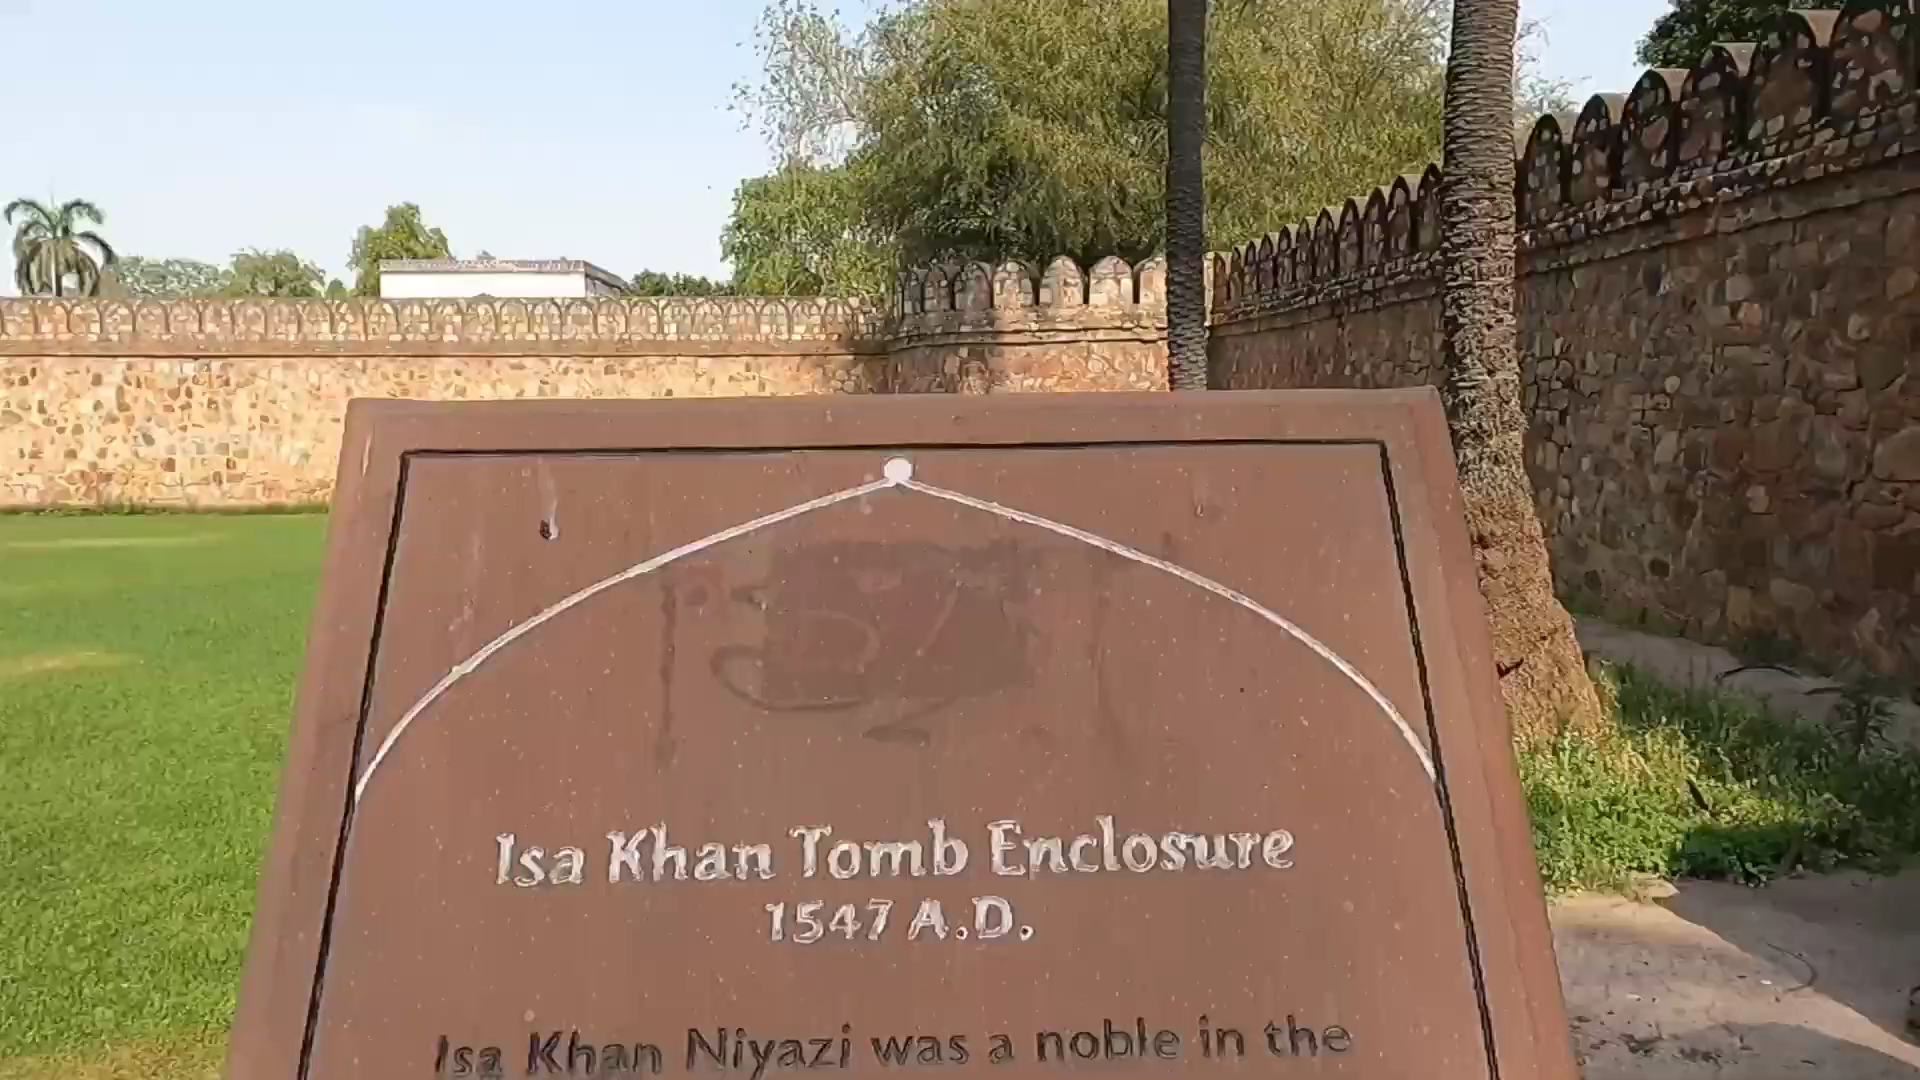 Isa Khan Tomb Enclosure
1547 A.D.
Isa Khan Niyazi was a noble in the